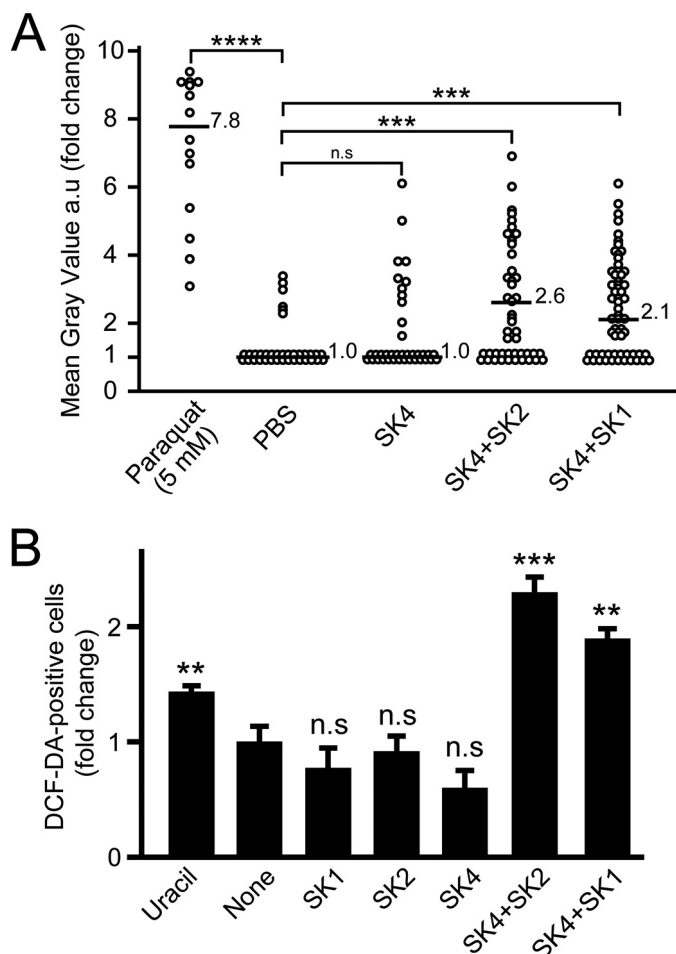 A
Mean Gray Value a.u (fold change)
10
8
6
4
2
1
0
****
***
***
n.s
7.8
1.0
1.0
2.6
2.1
Paraquat
(5 mM)
PBS
SK4
SK4+SK2
SK4+SK1
B
DCF-DA-positive cells
(fold change)
2
1
0
**
n.s
n.s
n.s
***
**
Uracil
None
SK1
SK2
SK4
SK4+SK2
SK4+SK1